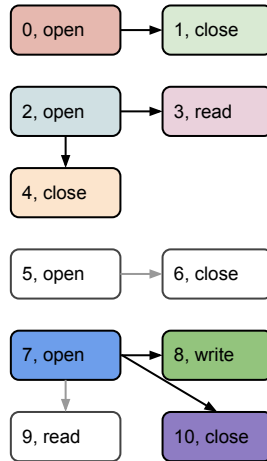 0, open
1, close
2, open
3, read
4, close
5, open
6, close
7, open
8, write
9, read
10, close